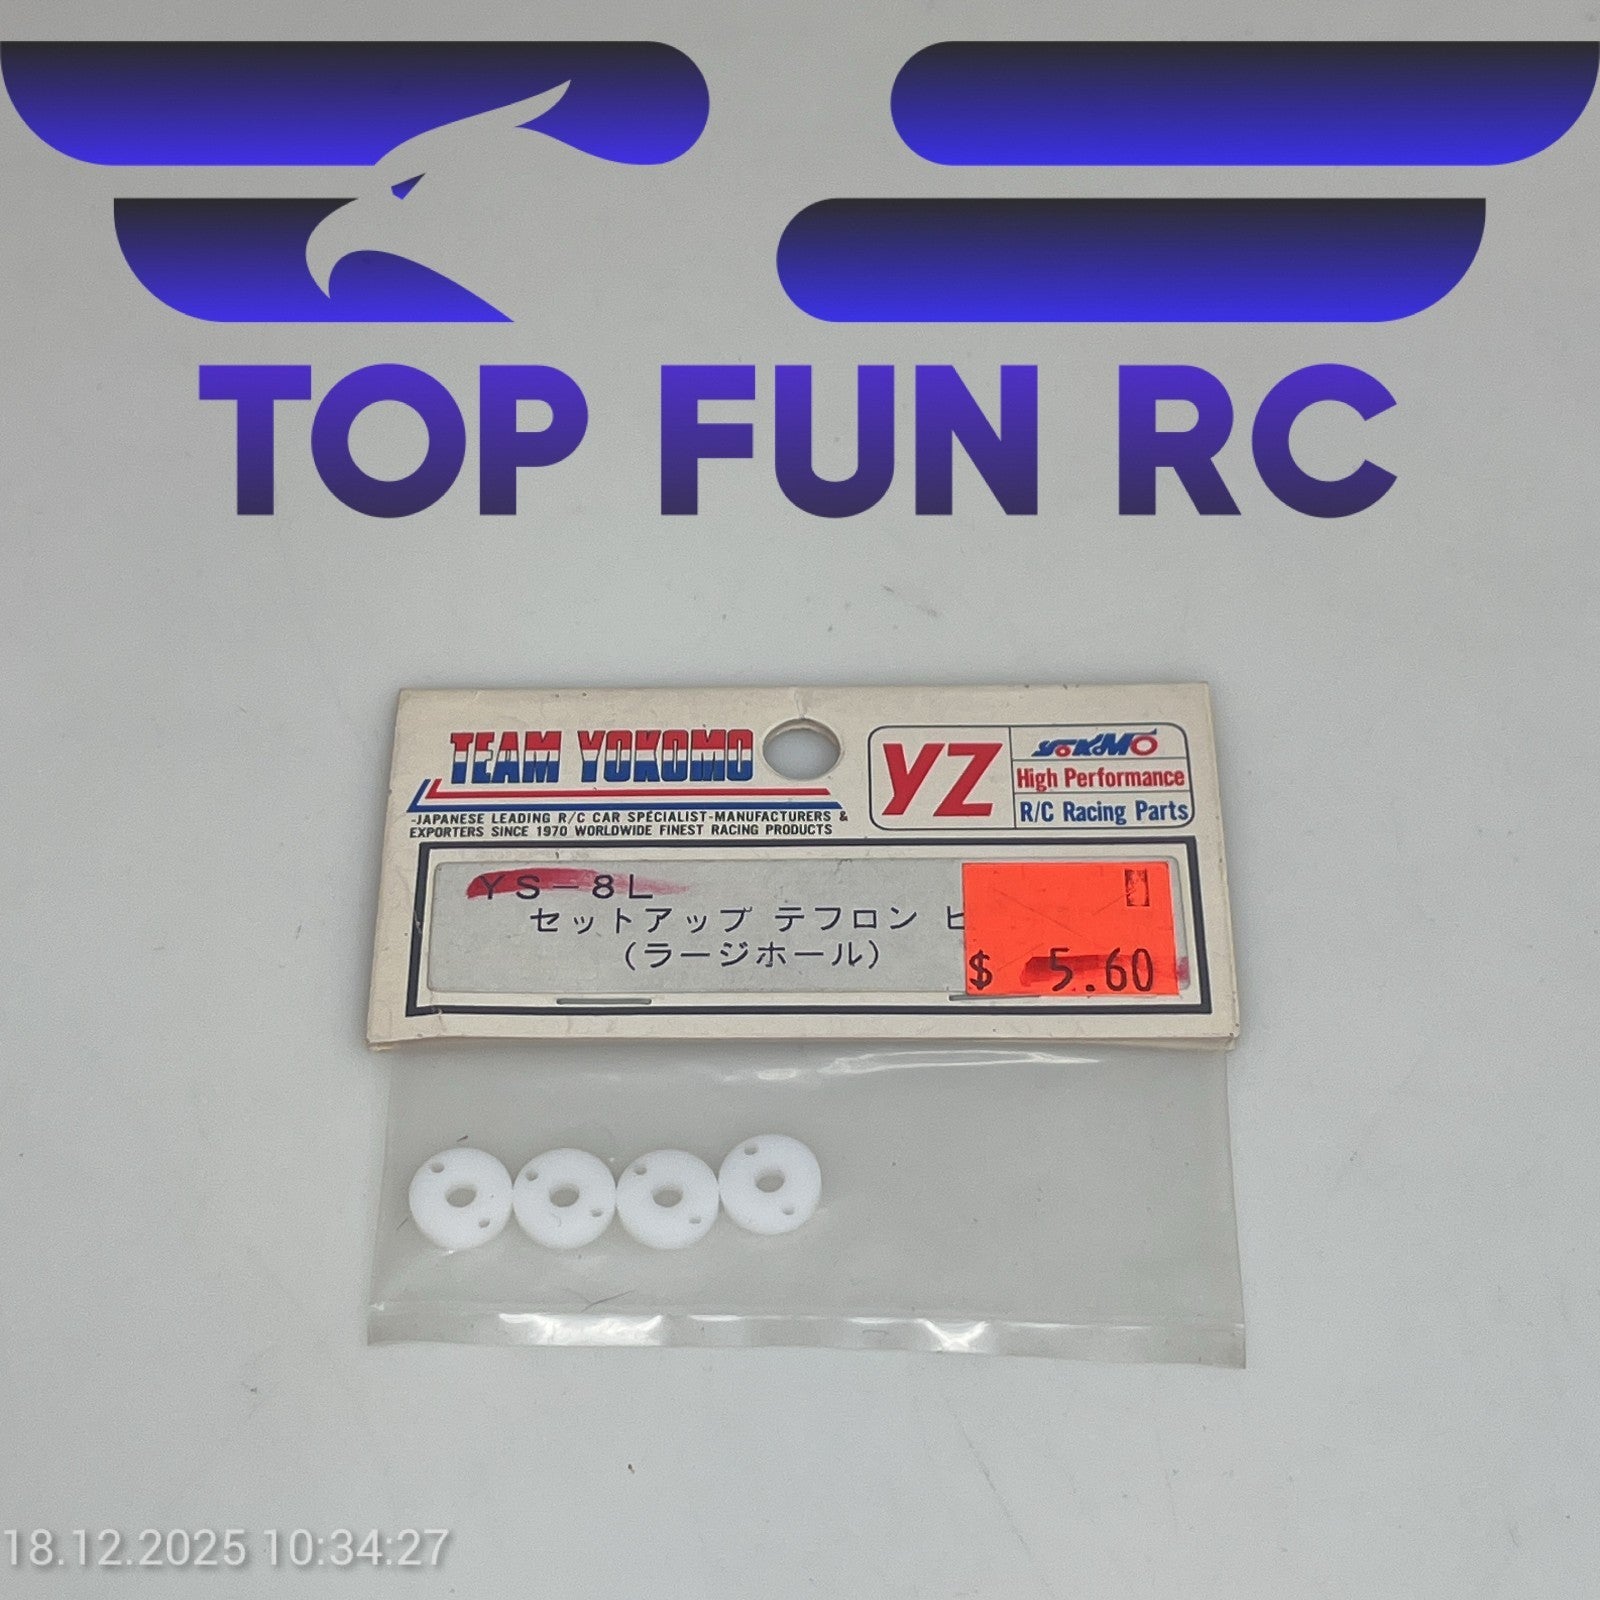 TOP FUN RC
TEAM YOKOMO
-JAPANESE LEADING R/C CAR SPECIALIST-MANUFACTURERS &
EXPORTERS SINCE 1970 WORLDWIDE FINEST RACING PRODUCTS
YZ
YOKOMO
High Performance
R/C Racing Parts
YS-8L
セットアップ テフロン ピ
(ラージホール)
$ 5.60
18.12.2025 10:34:27